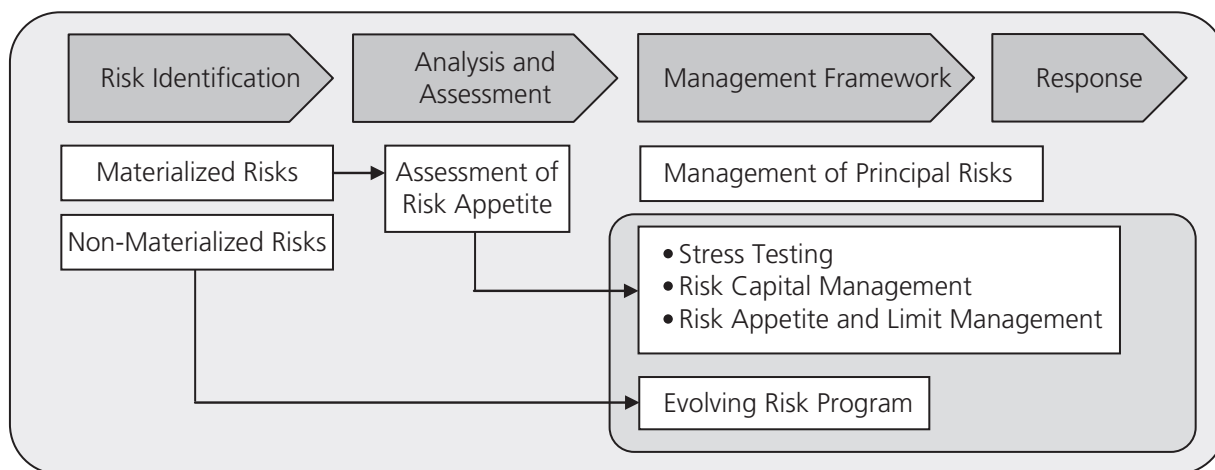 Risk Identification
Analysis and
Assessment
Management Framework
Response
Materialized Risks
Assessment of
Risk Appetite
Management of Principal Risks
Non-Materialized Risks
• Stress Testing
• Risk Capital Management
• Risk Appetite and Limit Management
Evolving Risk Program